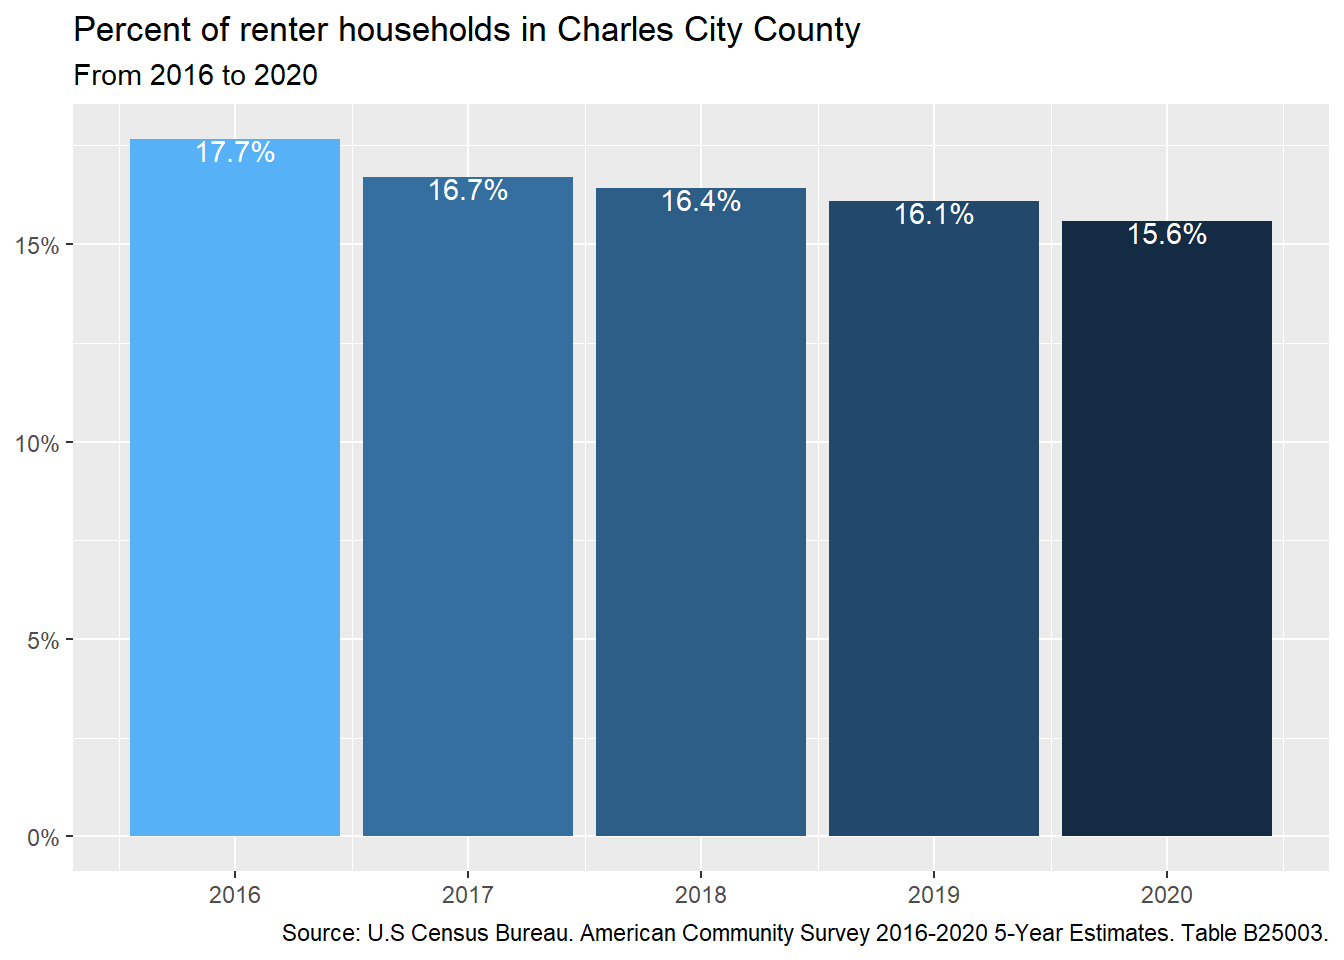 Percent of renter households in Charles City County
From 2016 to 2020
17.7%
16.7%
16.4%
16.1%
15.6%
15%
10%
5%
0%
2016 2017 2018 2019 2020
Source: U.S Census Bureau. American Community Survey 2016-2020 5-Year Estimates. Table B25003.